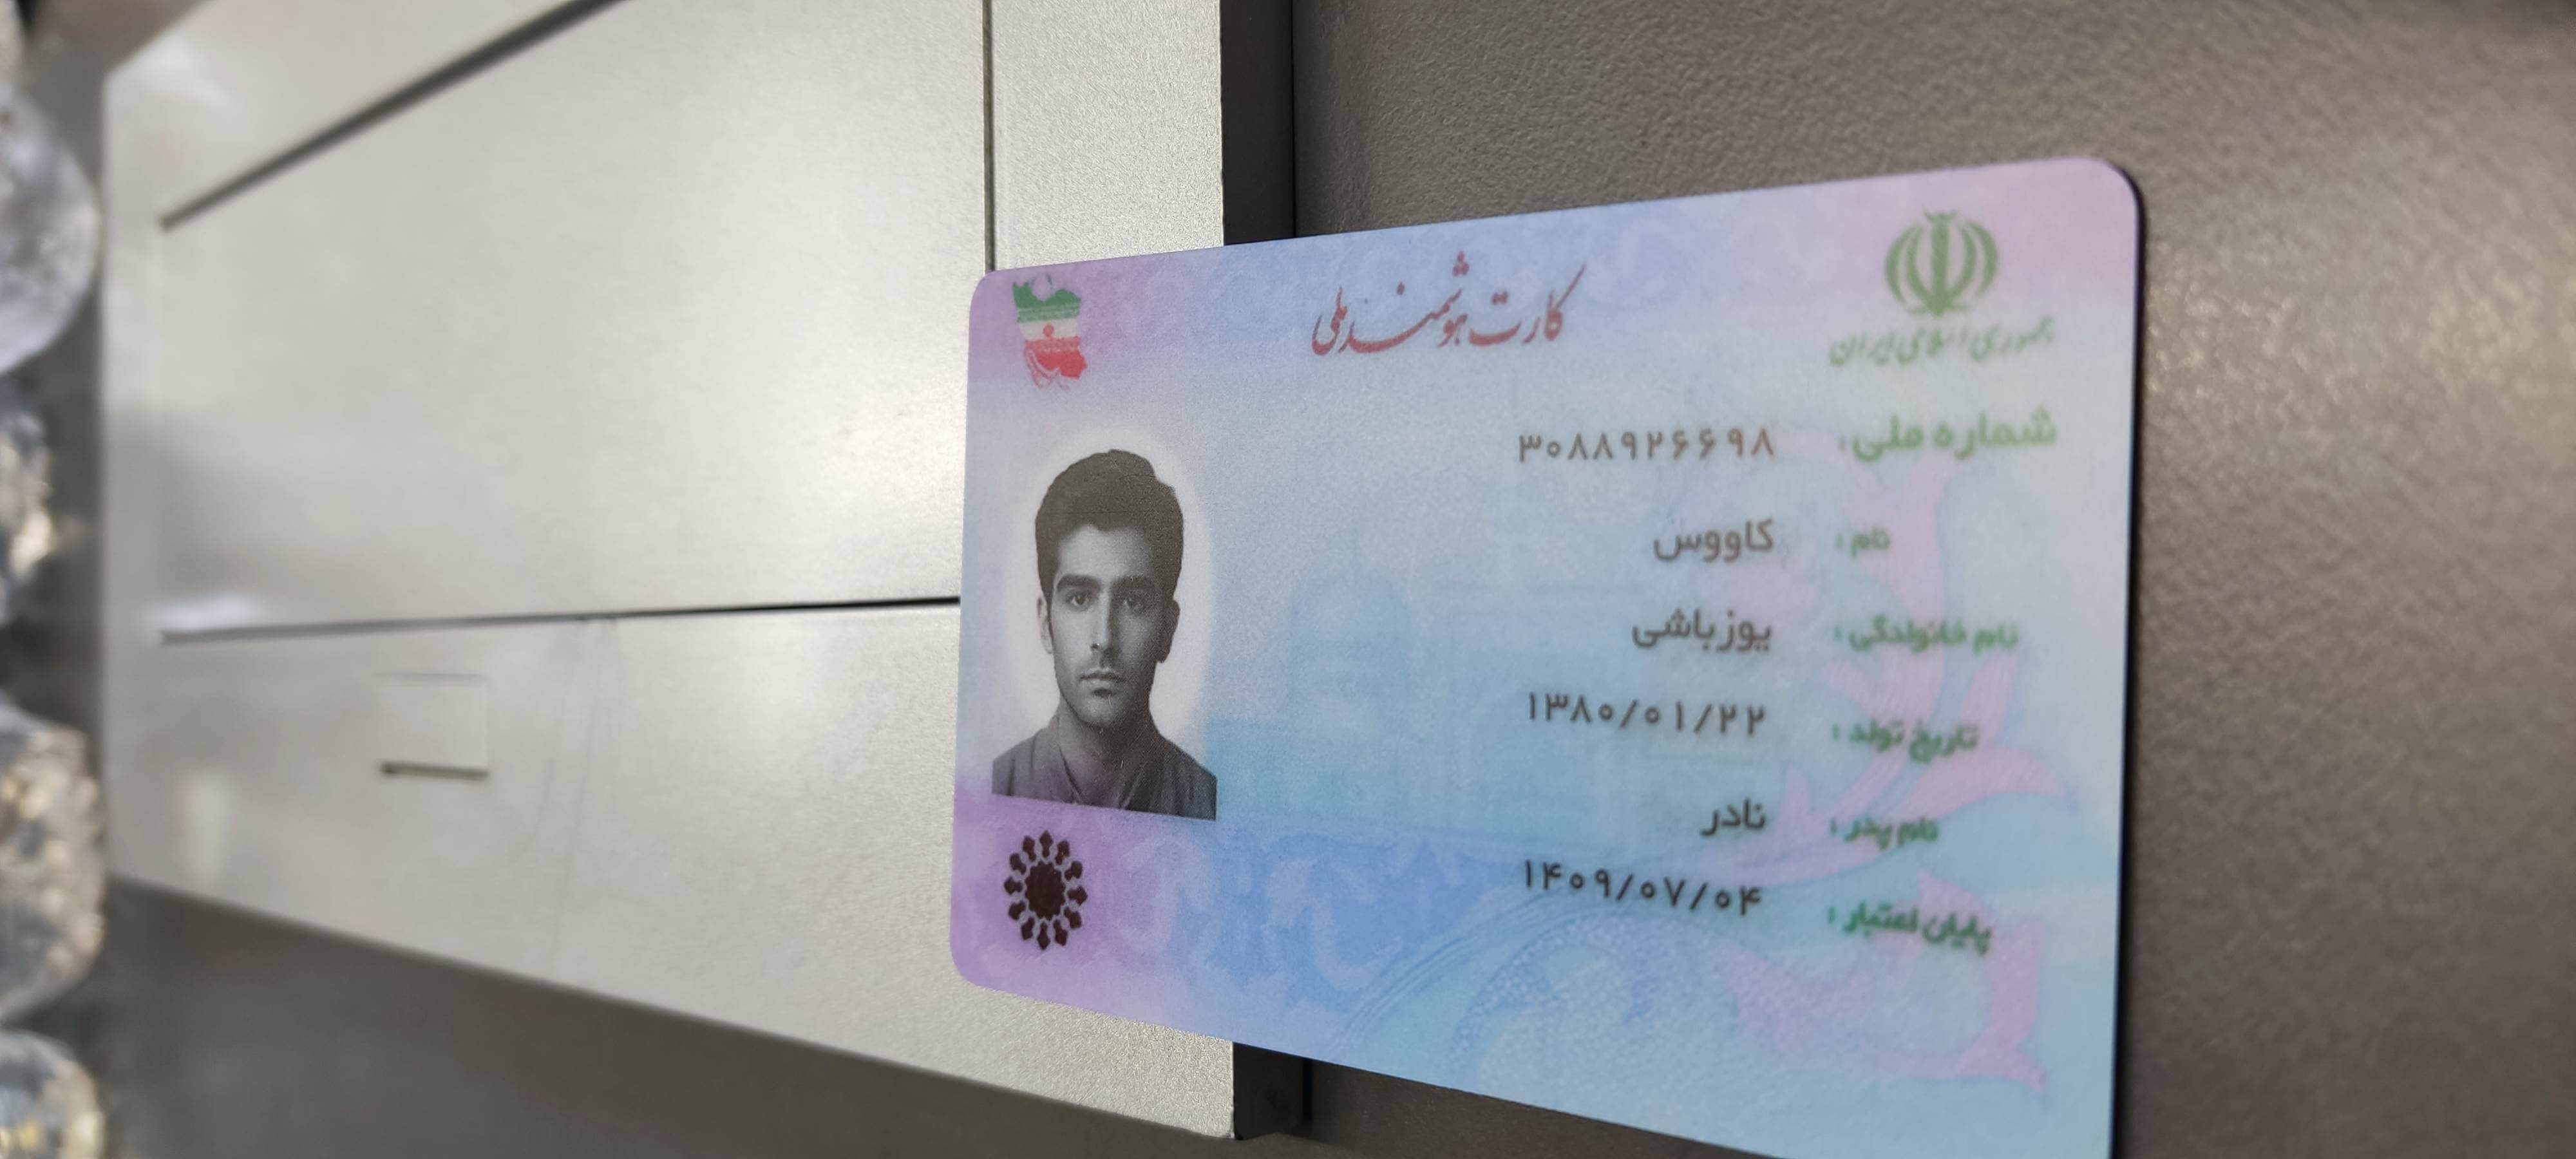 جمهوری اسلامی ایران
کارت هوشمند ملی
شماره ملی: ۳۰۸۸۹۲۶۶۹۸
نام: کاووس
نام خانوادگی: یوزباشی
تاریخ تولد: ۱۳۸۰/۰۱/۲۲
نام پدر: نادر
پایان اعتبار: ۱۴۰۹/۰۷/۰۴